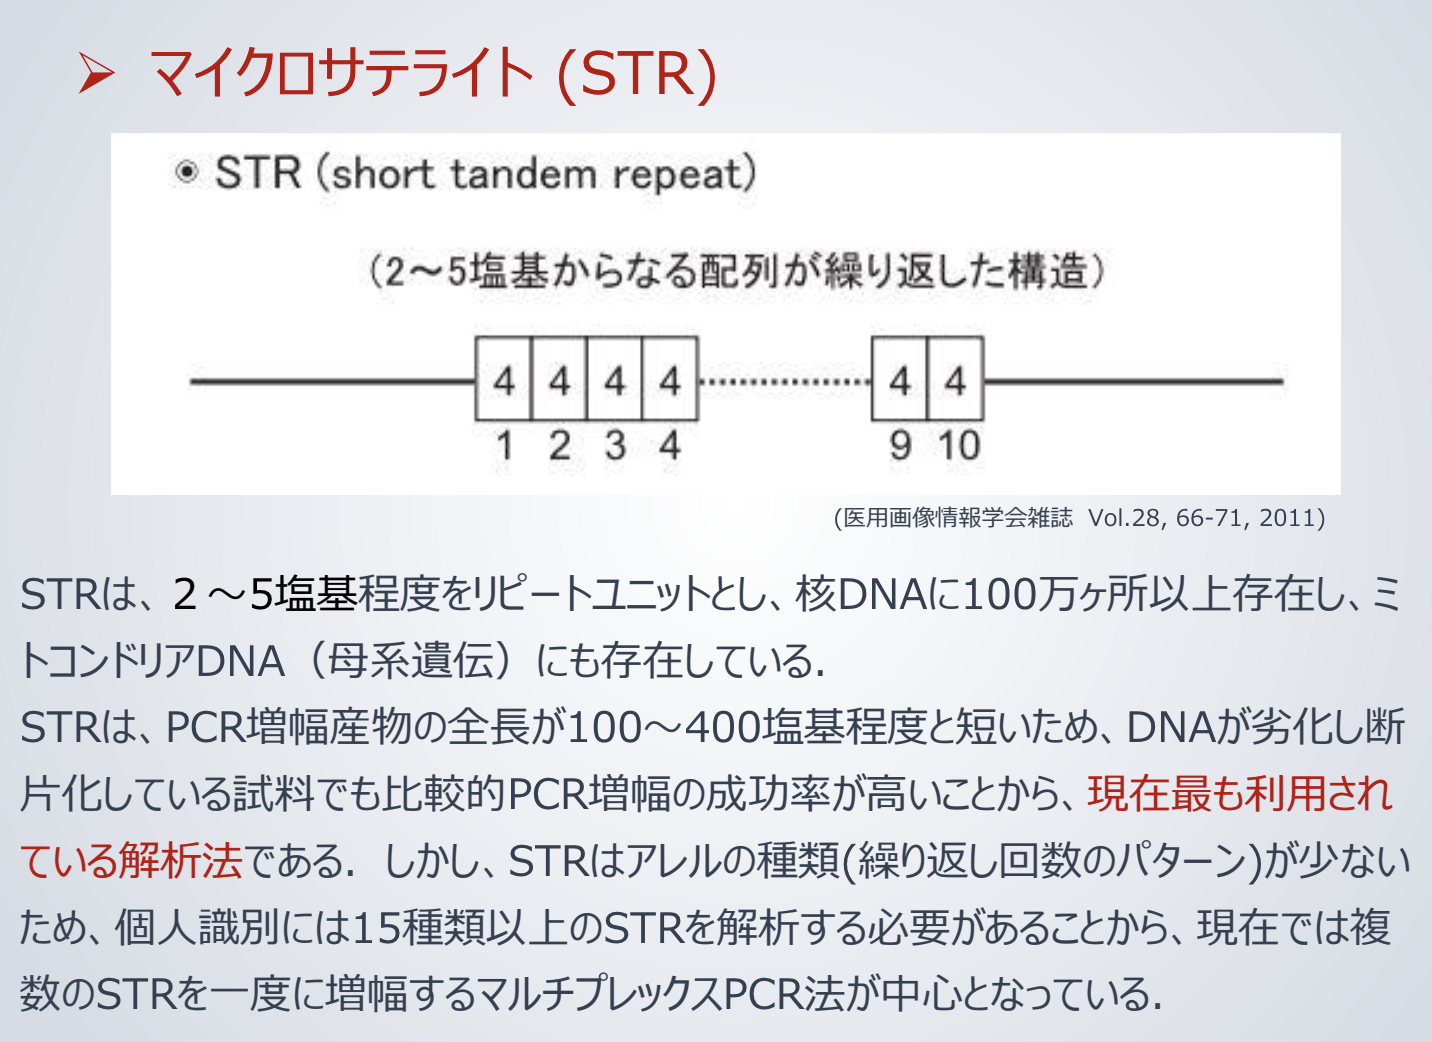 ➢ マイクロサテライト (STR)
◉ STR (short tandem repeat)
（2～5塩基からなる配列が繰り返した構造）
4 4 4 4 4 4
1 2 3 4 9 10
(医用画像情報学会雑誌 Vol.28, 66-71, 2011)
STRは、２～5塩基程度をリピートユニットとし、核DNAに100万ヶ所以上存在し、ミ
トコンドリアDNA（母系遺伝）にも存在している.
STRは、PCR増幅産物の全長が100～400塩基程度と短いため、DNAが劣化し断
片化している試料でも比較的PCR増幅の成功率が高いことから、現在最も利用され
ている解析法である. しかし、STRはアレルの種類(繰り返し回数のパターン)が少ない
ため、個人識別には15種類以上のSTRを解析する必要があることから、現在では複
数のSTRを一度に増幅するマルチプレックスPCR法が中心となっている.